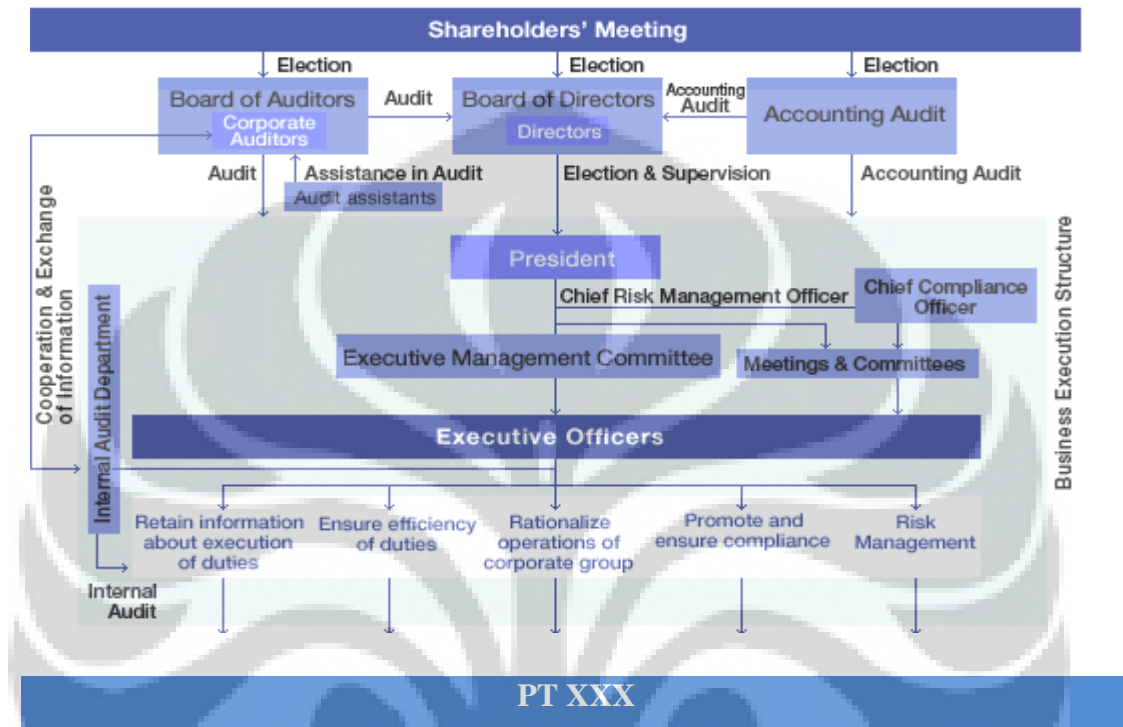 Shareholders' Meeting
Election
Election
Election
Board of Auditors
Corporate
Auditors
Audit
Board of Directors
Directors
Accounting
Audit
Accounting Audit
Audit
Assistance in Audit
Audit assistants
Election & Supervision
Accounting Audit
President
Chief Risk Management Officer
Chief Compliance
Officer
Executive Management Committee
Meetings & Committees
Executive Officers
Cooperation & Exchange
of Information
Internal Audit Department
Business Execution Structure
Retain information
about execution
of duties
Ensure efficiency
of duties
Rationalize
operations of
corporate group
Promote and
ensure compliance
Risk
Management
Internal
Audit
PT XXX